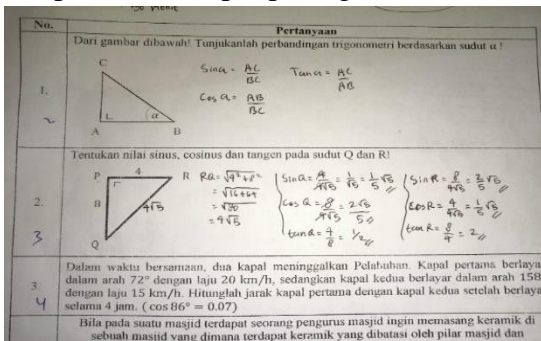 No.
Pertanyaan
Dari gambar dibawah! Tunjukanlah perbandingan trigonometri berdasarkan sudut α !
C
Sin α = AC/BC
Tan α = AC/AB
1.
Cos α = AB/BC
α
A B
Tentukan nilai sinus, cosinus dan tangen pada sudut Q dan R!
P 4 R
RQ = √4²+8²
= √16+64
= √80
= 4√5
8
4√5
Q
2.
3
Sin Q = 4/4√5 = 1/√5 = 1/5 √5
Cos Q = 8/4√5 = 2√5/5
tan Q = 4/8 = 1/2
Sin R = 8/4√5 = 2/5 √5
Cos R = 4/4√5 = 1/5 √5
tan R = 8/4 = 2
Dalam waktu bersamaan, dua kapal meninggalkan Pelabuhan. Kapal pertama berlaya
3.
dalam arah 72° dengan laju 20 km/h, sedangkan kapal kedua berlayar dalam arah 158
4
dengan laju 15 km/h. Hitunglah jarak kapal pertama dengan kapal kedua setelah berlaya
selama 4 jam. ( cos 86° = 0.07)
Bila pada suatu masjid terdapat seorang pengurus masjid ingin memasang keramik di
sebuah masjid yang dimana terdapat keramik yang dibatasi oleh pilar masjid dan